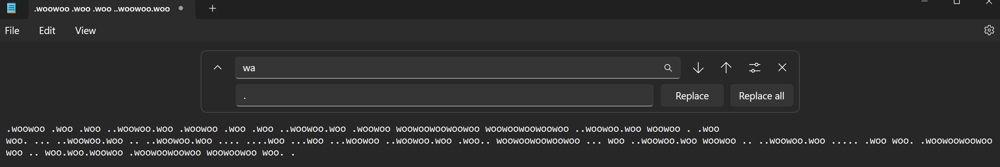 .woowoo .woo .woo ..woowoo.woo
File Edit View
wa
.
Replace Replace all
.woowoo .woo .woo ..woowoo.woo .woowoo .woo .woo ..woowoo.woo .woowoo woowoowoowoowoo woowoowoowoowoo ..woowoo.woo woowoo . .woo
woo. ... ..woowoo.woo .. ..woowoo.woo .... ....woo ...woo ...woowoo ..woowoo.woo .woo.. woowoowoowoowoo ... woo ..woowoo.woo woowoo .. ..woowoo.woo ..... .woo woo. .woowoowoowoo
woo .. woo.woo.woowoo .woowoowoowoo woowoowoo woo. .